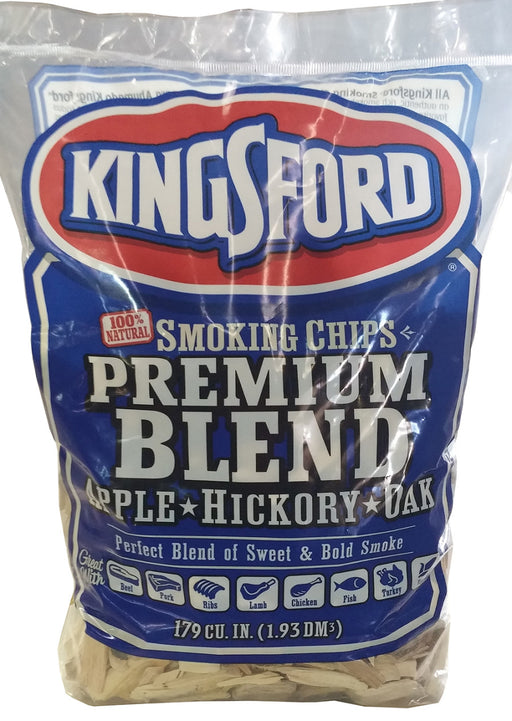 KINGSFORD
®
100% NATURAL
SMOKING CHIPS
PREMIUM
BLEND
APPLE★HICKORY★OAK
Perfect Blend of Sweet & Bold Smoke
Great With
Beef Pork Ribs Lamb Chicken Fish Turkey
179 CU. IN. (1.93 DM³)